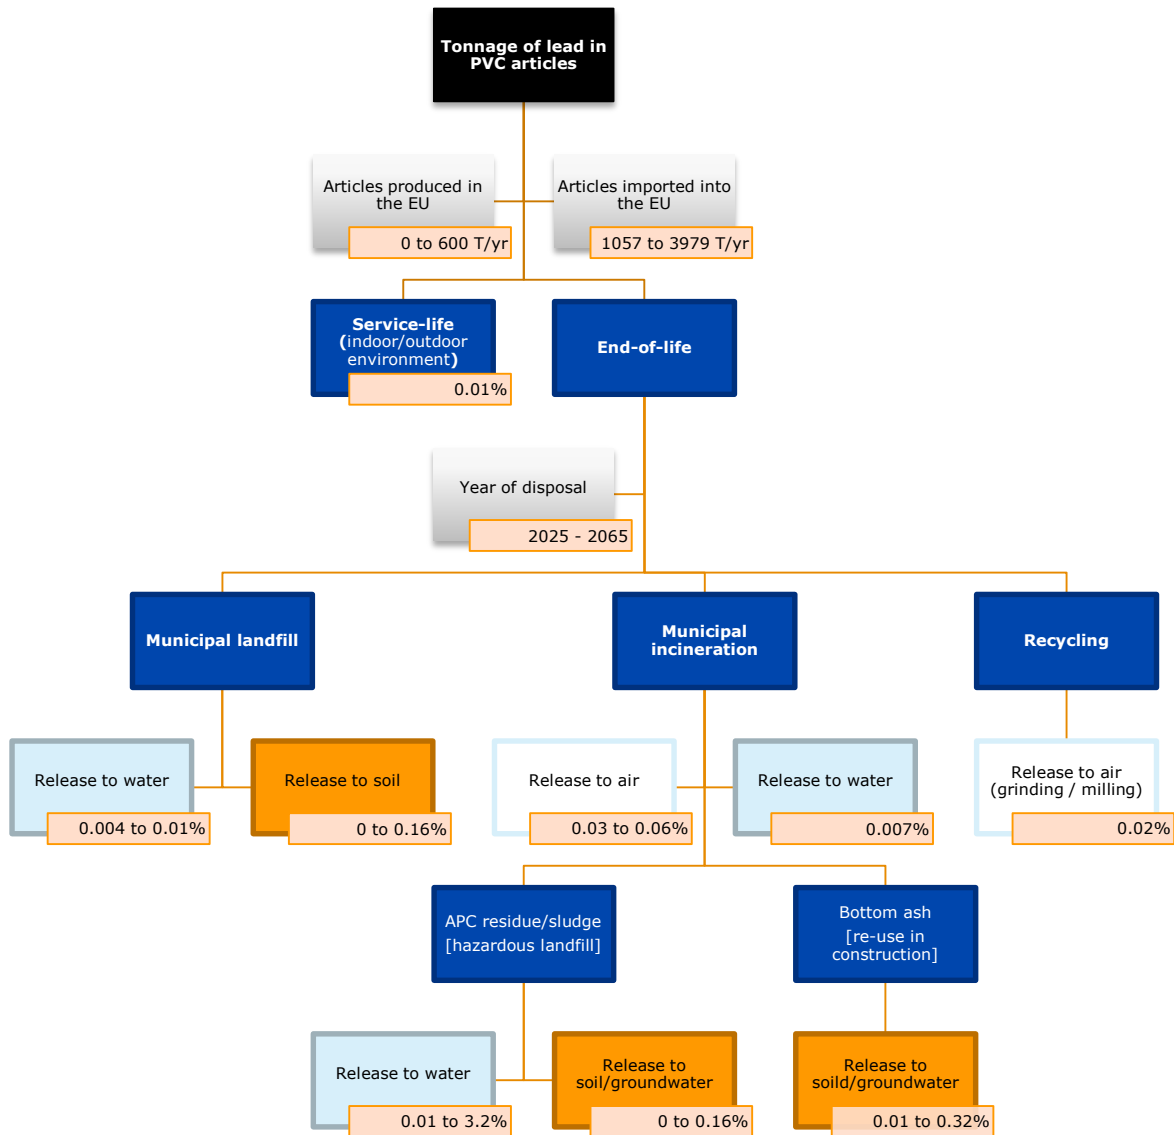 Tonnage of lead in
PVC articles
Articles produced in
the EU
0 to 600 T/yr
Articles imported into
the EU
1057 to 3979 T/yr
Service-life
(indoor/outdoor
environment)
0.01%
End-of-life
Year of disposal
2025 - 2065
Municipal landfill
Municipal
incineration
Recycling
Release to water
0.004 to 0.01%
Release to soil
0 to 0.16%
Release to air
0.03 to 0.06%
Release to water
0.007%
Release to air
(grinding / milling)
0.02%
APC residue/sludge
[hazardous landfill]
Bottom ash
[re-use in
construction]
Release to water
0.01 to 3.2%
Release to
soil/groundwater
0 to 0.16%
Release to
soild/groundwater
0.01 to 0.32%